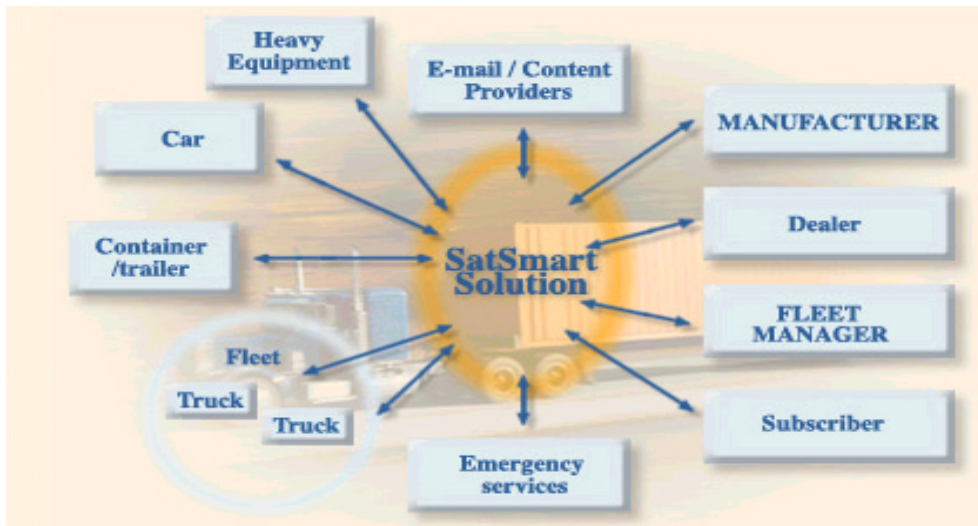 Heavy
Equipment
E-mail / Content
Providers
MANUFACTURER
Car
Dealer
Container
/trailer
SatSmart
Solution
FLEET
MANAGER
Fleet
Truck
Truck
Subscriber
Emergency
services